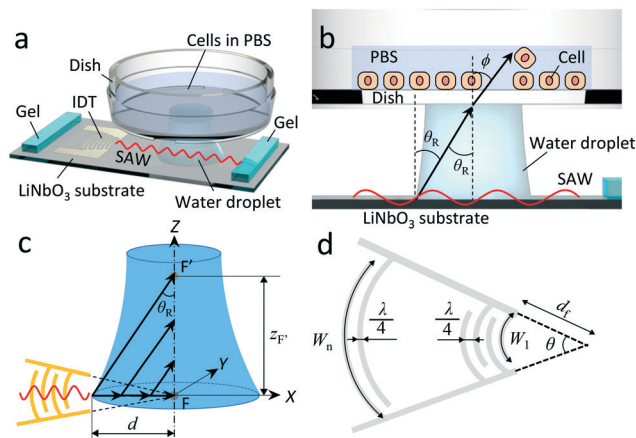 a
Cells in PBS
Dish
IDT
Gel
Gel
SAW
LiNbO3 substrate
Water droplet
b
PBS
ϕ
Cell
Dish
θR
θR
Water droplet
SAW
LiNbO3 substrate
c
Z
F'
θR
zF'
Y
F
X
d
d
Wn
λ/4
λ/4
W1
df
θ